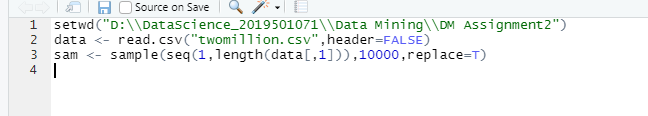 Source on Save
1 setwd("D:\\DataScience_2019501071\\Data Mining\\DM Assignment2")
2 data <- read.csv("twomillion.csv",header=FALSE)
3 sam <- sample(seq(1,length(data[,1])),10000,replace=T)
4